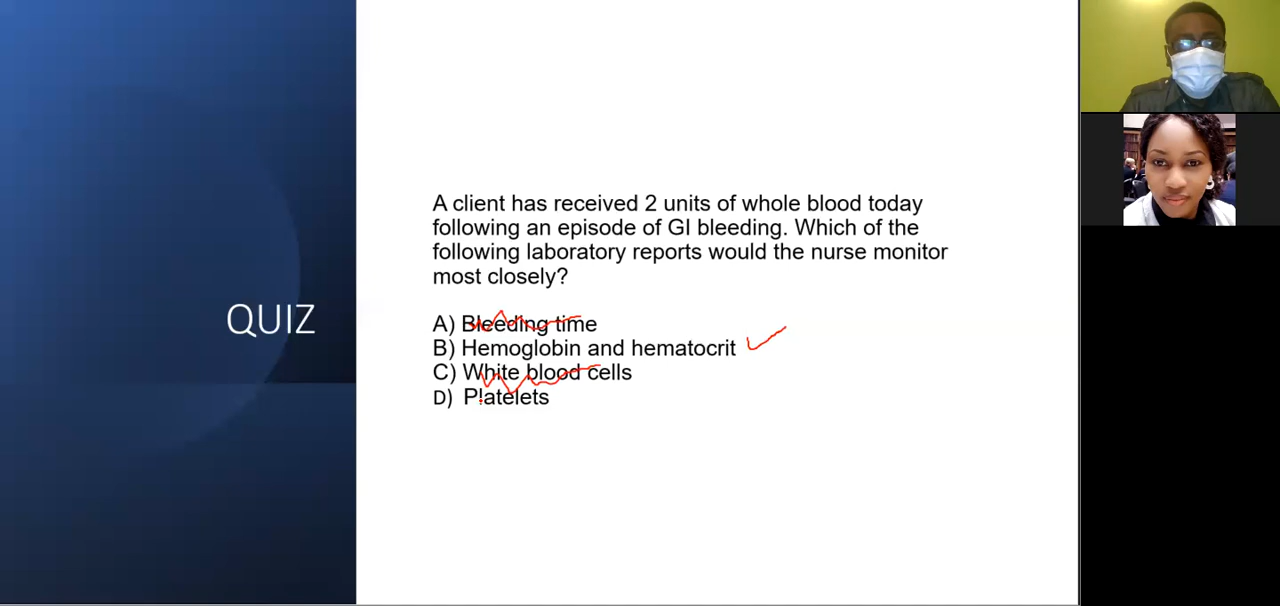 QUIZ
A client has received 2 units of whole blood today
following an episode of GI bleeding. Which of the
following laboratory reports would the nurse monitor
most closely?
A) Bleeding time
B) Hemoglobin and hematocrit
C) White blood cells
D) Platelets